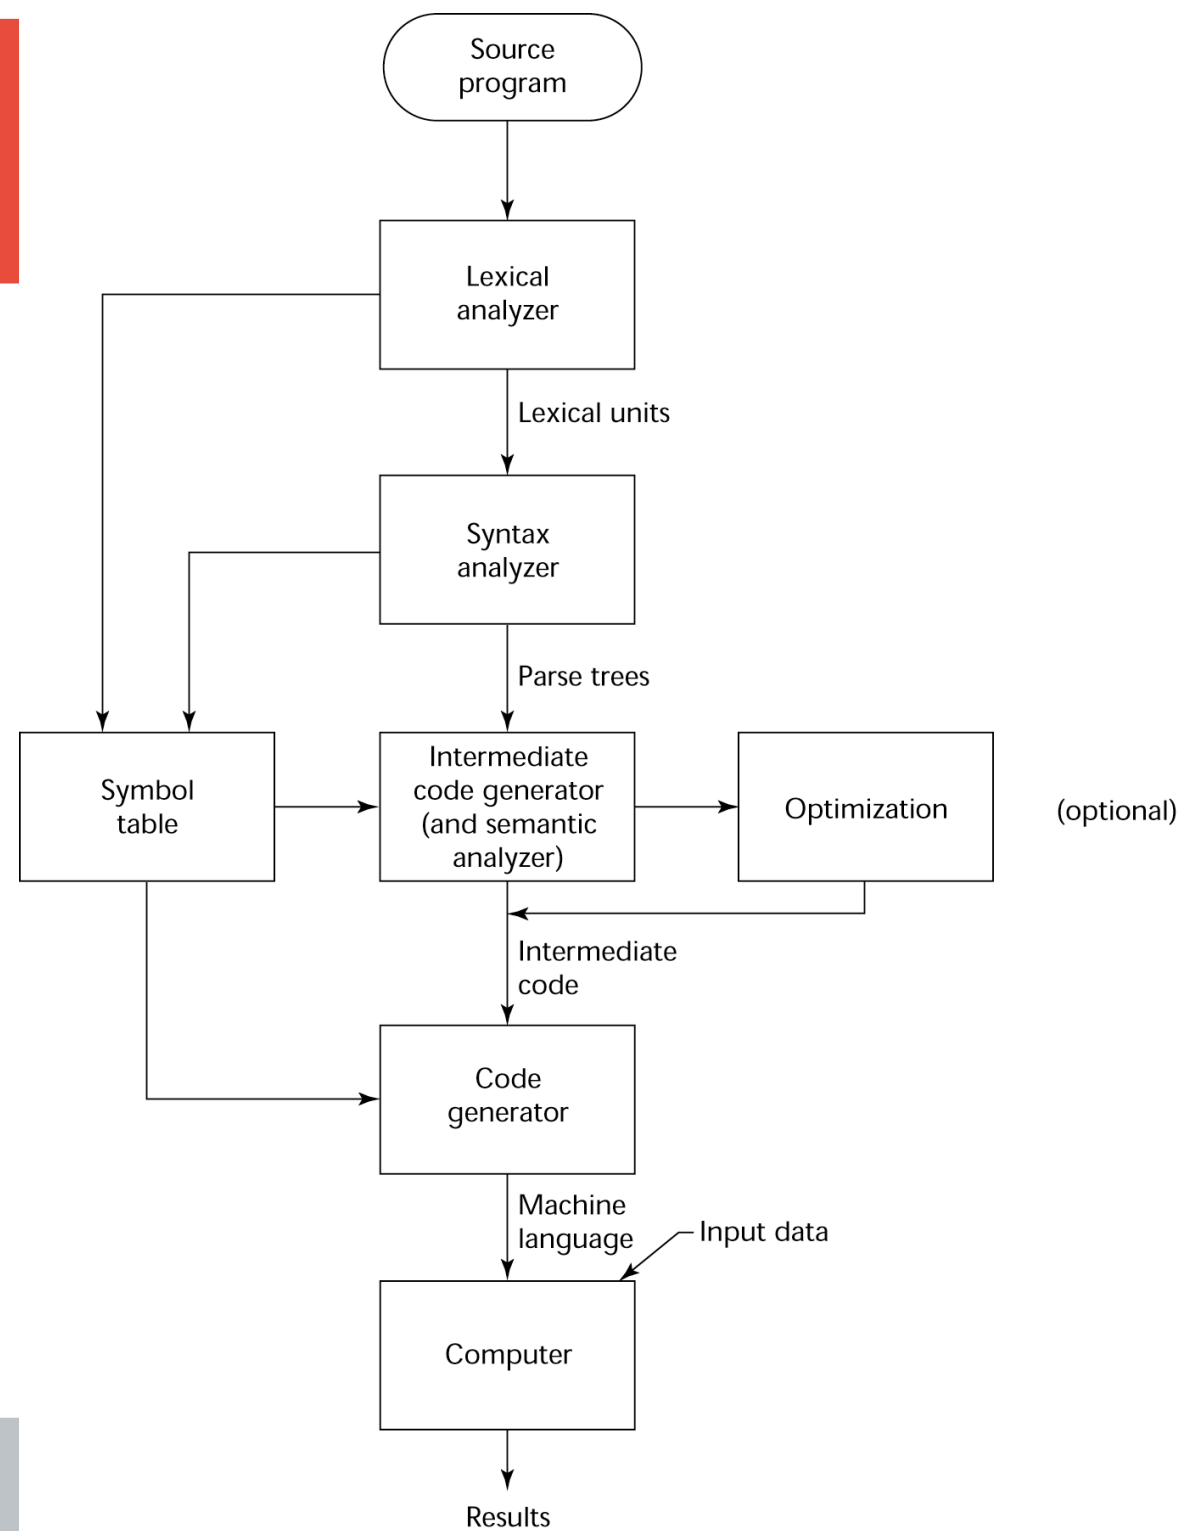 Source
program
Lexical
analyzer
Lexical units
Syntax
analyzer
Parse trees
Symbol
table
Intermediate
code generator
(and semantic
analyzer)
Optimization
(optional)
Intermediate
code
Code
generator
Machine
language
Input data
Computer
Results